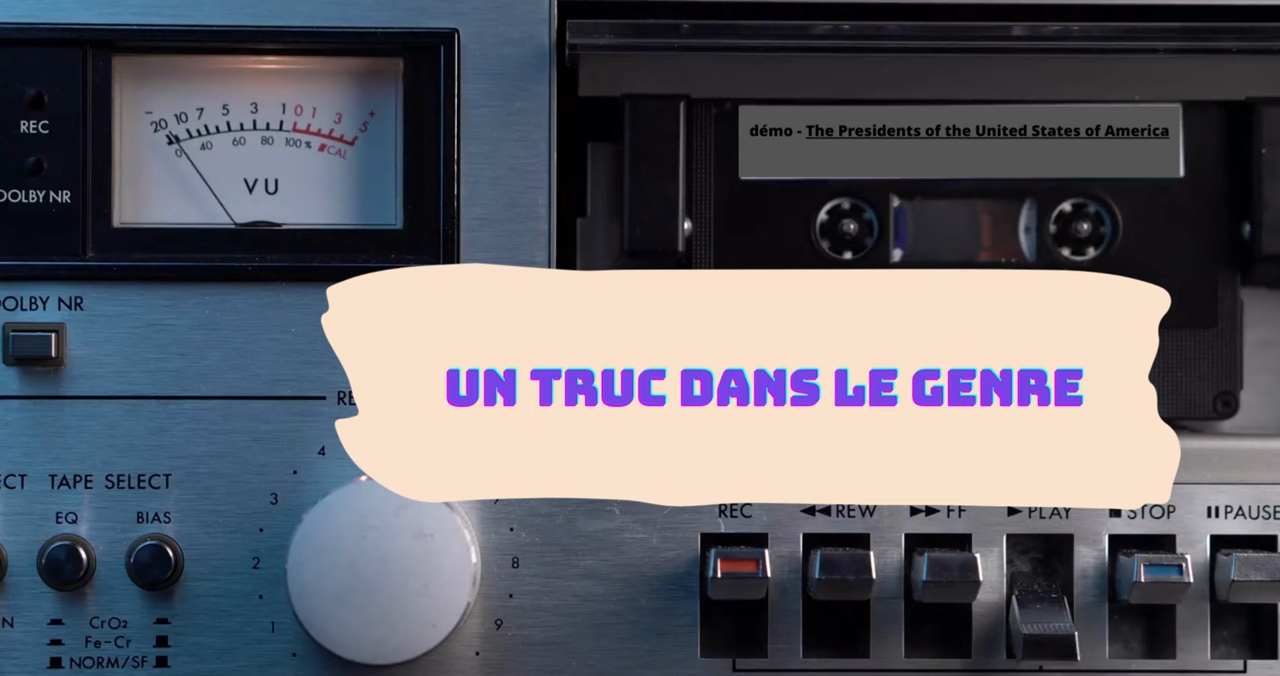 - 20 10 7 5 3 1 0 1 3 5 +
0 40 60 80 100 % CAL
VU
REC
DOLBY NR
démo - The Presidents of the United States of America
DOLBY NR
UN TRUC DANS LE GENRE
4
3
2
1
8
9
TAPE SELECT
EQ BIAS
CrO2
Fe-Cr
NORM/SF
REC
REW
FF
PLAY
STOP
PAUSE